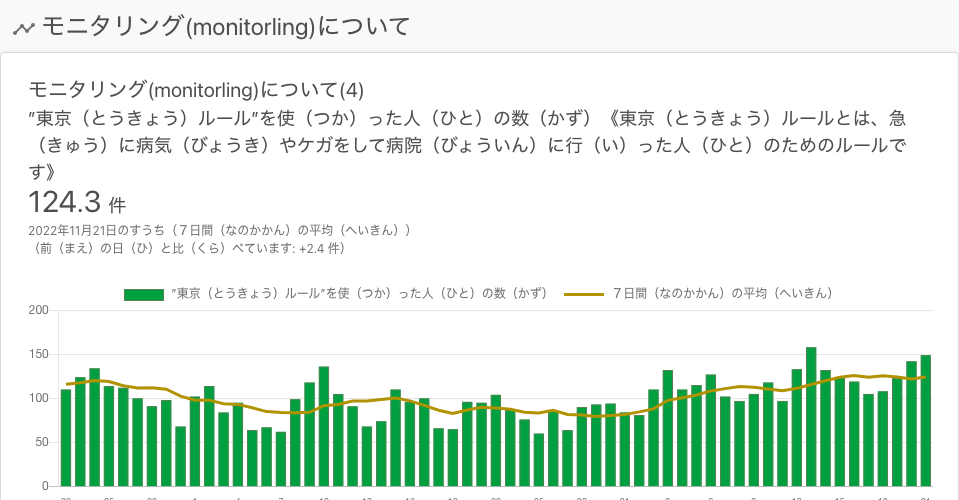 モニタリング(monitorling)について
モニタリング(monitorling)について(4)
”東京（とうきょう）ルール”を使（つか）った人（ひと）の数（かず）《東京（とうきょう）ルールとは、急
（きゅう）に病気（びょうき）やケガをして病院（びょういん）に行（い）った人（ひと）のためのルールで
す》
124.3 件
2022年11月21日のすうち（７日間（なのかかん）の平均（へいきん））
（前（まえ）の日（ひ）と比（くら）べています: +2.4 件）
”東京（とうきょう）ルール”を使（つか）った人（ひと）の数（かず） ７日間（なのかかん）の平均（へいきん）
200
150
100
50
0